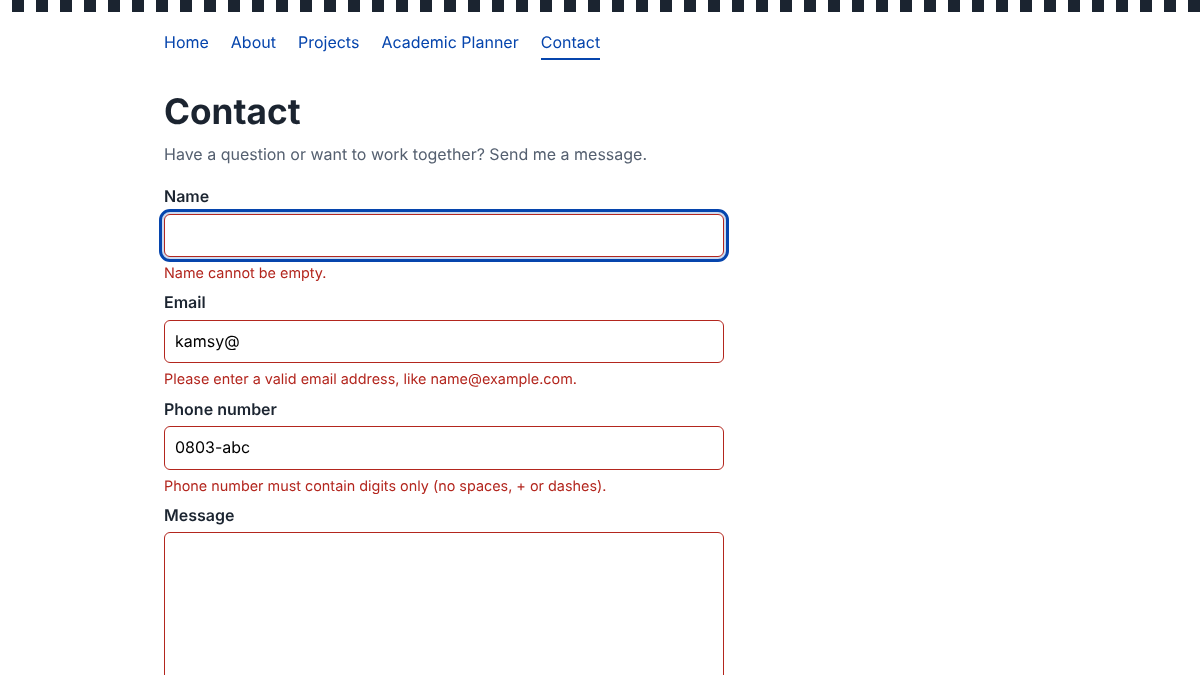 Home About Projects Academic Planner Contact
Contact
Have a question or want to work together? Send me a message.
Name
Name cannot be empty.
Email
kamsy@
Please enter a valid email address, like name@example.com.
Phone number
0803-abc
Phone number must contain digits only (no spaces, + or dashes).
Message